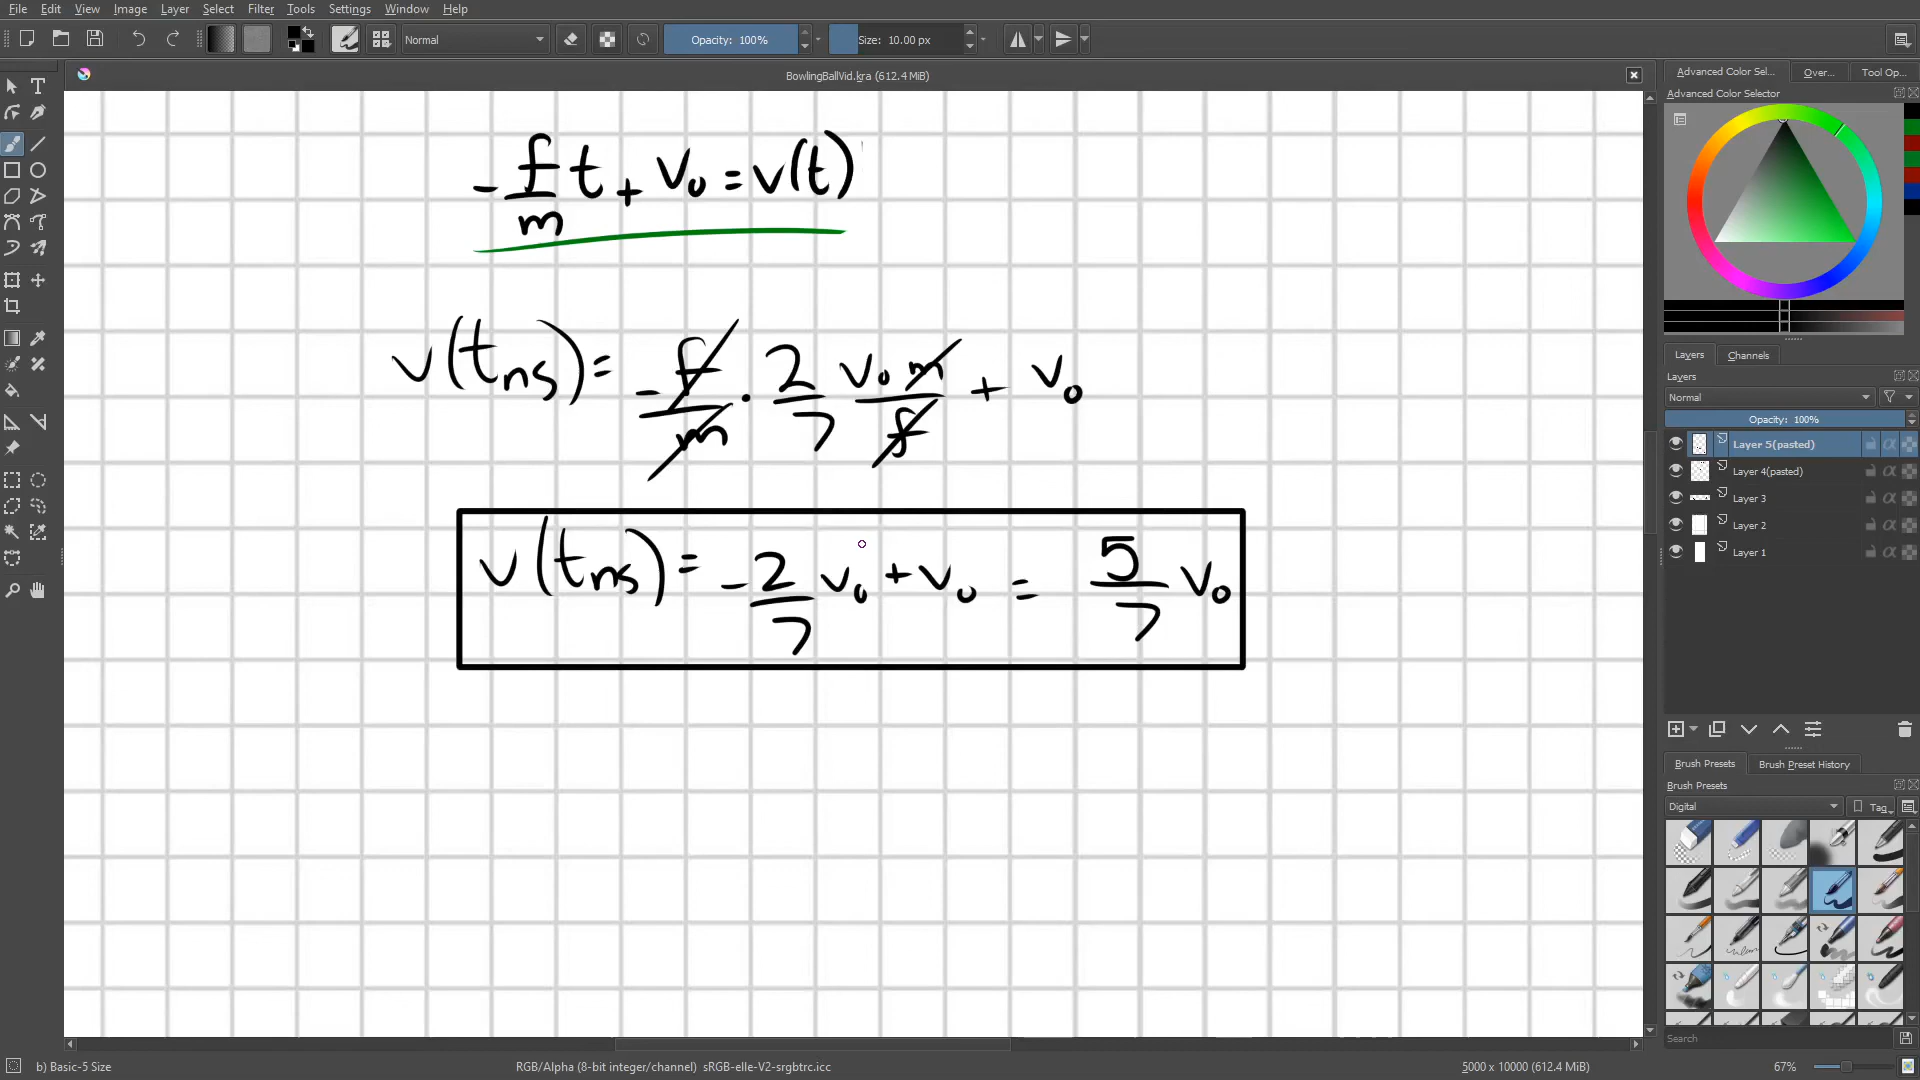 File Edit View Image Layer Select Filter Tools Settings Window Help
Normal Opacity: 100% Size: 10.00 px
BowlingBallVid.kra (612.4 MiB)
Advanced Color Sel... Over... Tool Op...
Advanced Color Selector
-f/m t + v₀ = v(t)
v(tns) = -f/m · 2/7 v₀m/f + v₀
v(tns) = -2/7 v₀ + v₀ = 5/7 v₀
Layers Channels
Layers
Normal
Opacity: 100%
Layer 5(pasted)
Layer 4(pasted)
Layer 3
Layer 2
Layer 1
Brush Presets Brush Preset History
Brush Presets
Digital Tag
Search
b) Basic-5 Size RGB/Alpha (8-bit integer/channel) sRGB-elle-V2-srgbtrc.icc 5000 x 10000 (612.4 MiB) 67%